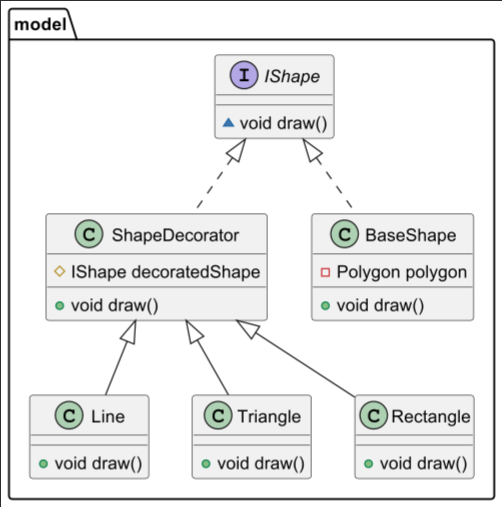 model
I IShape
void draw()
C ShapeDecorator
IShape decoratedShape
void draw()
C BaseShape
Polygon polygon
void draw()
C Line
void draw()
C Triangle
void draw()
C Rectangle
void draw()